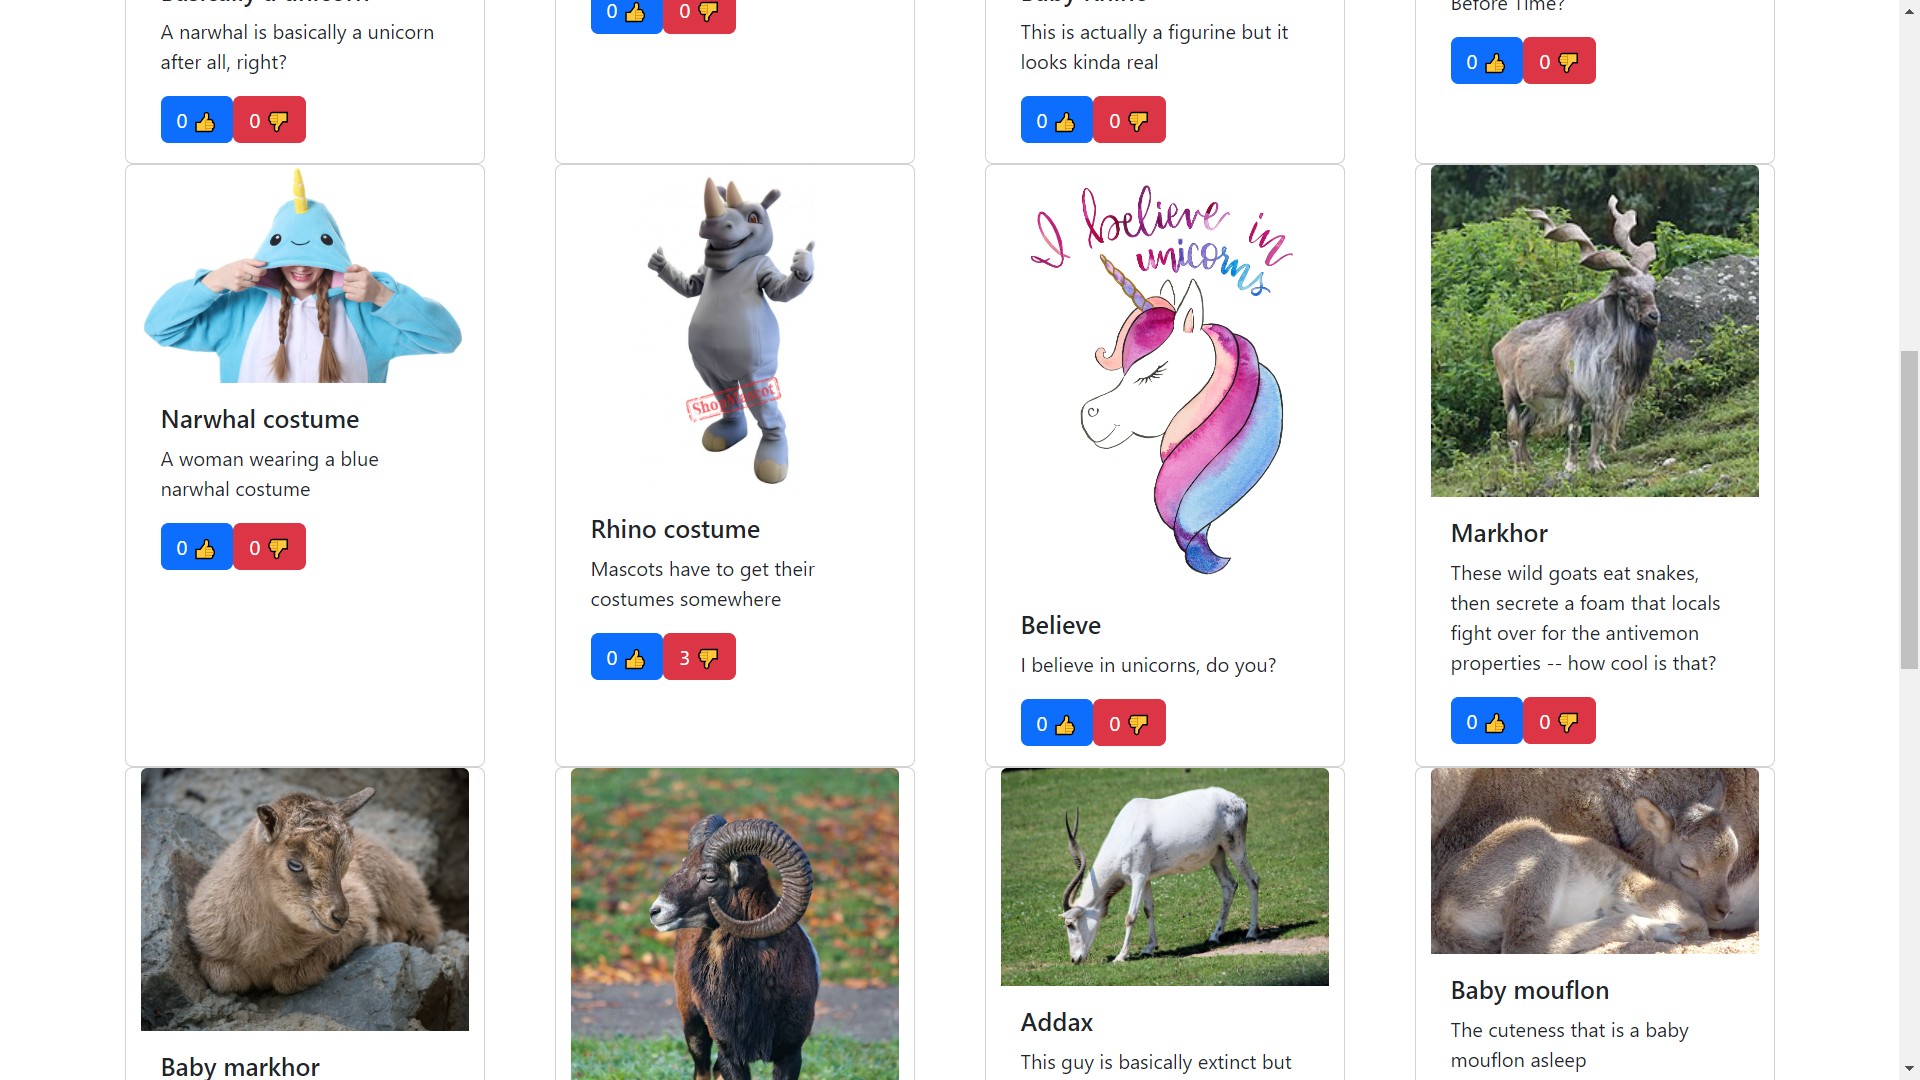 A narwhal is basically a unicorn
after all, right?
0 👍 0 👎
0 👍 0 👎
This is actually a figurine but it
looks kinda real
0 👍 0 👎
Before Time?
0 👍 0 👎
Narwhal costume
A woman wearing a blue
narwhal costume
0 👍 0 👎
ShopMascot
Rhino costume
Mascots have to get their
costumes somewhere
0 👍 3 👎
I believe in
unicorns
Believe
I believe in unicorns, do you?
0 👍 0 👎
Markhor
These wild goats eat snakes,
then secrete a foam that locals
fight over for the antivemon
properties -- how cool is that?
0 👍 0 👎
Baby markhor
Addax
This guy is basically extinct but
Baby mouflon
The cuteness that is a baby
mouflon asleep